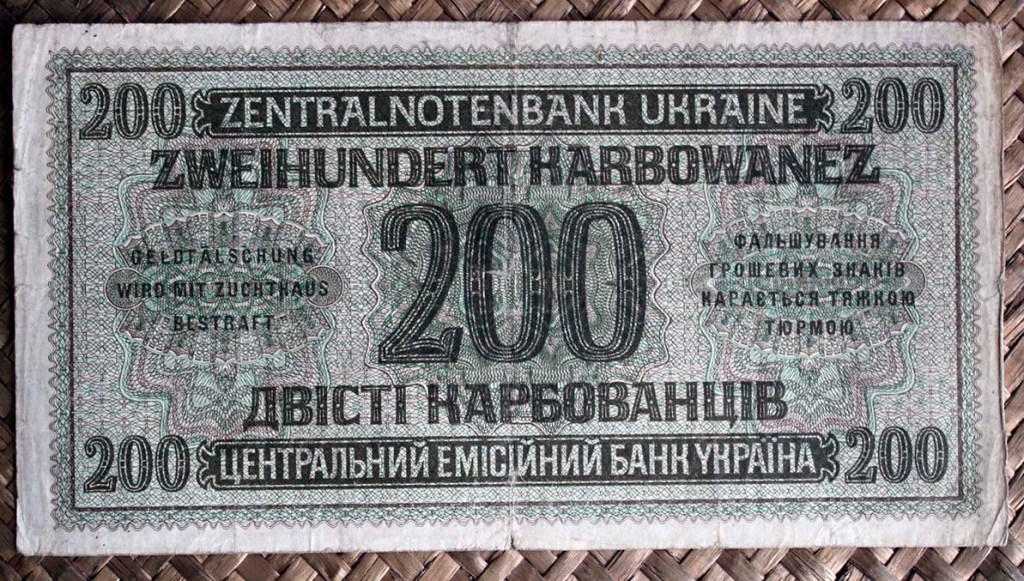 200 ZENTRALNOTENBANK UKRAINE 200
ZWEIHUNDERT KARBOWANEZ
200
GELDTÄLSCHUNG
WIRD MIT ZUCHTHAUS
BESTRAFT
ФАЛЬШУВАННЯ
ГРОШЕВИХ ЗНАКІВ
КАРАЄТЬСЯ ТЯЖКОЮ
ТЮРМОЮ
ДВІСТІ КАРБОВАНЦІВ
200 ЦЕНТРАЛЬНИЙ ЕМІСІЙНИЙ БАНК УКРАЇНА 200